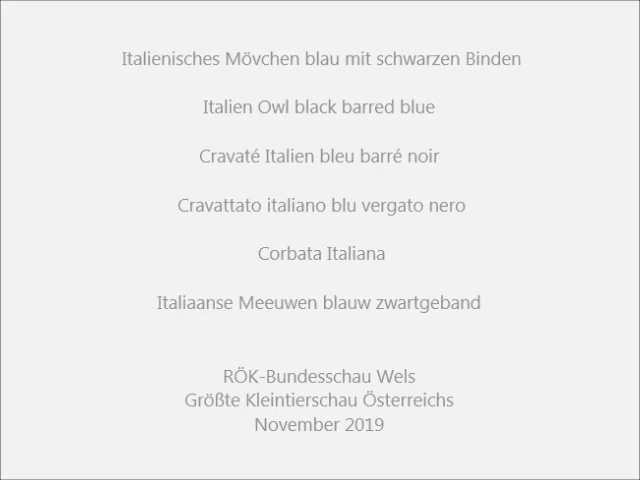 Italienisches Mövchen blau mit schwarzen Binden
Italien Owl black barred blue
Cravaté Italien bleu barré noir
Cravattato italiano blu vergato nero
Corbata Italiana
Italiaanse Meeuwen blauw zwartgeband
RÖK-Bundesschau Wels
Größte Kleintierschau Österreichs
November 2019